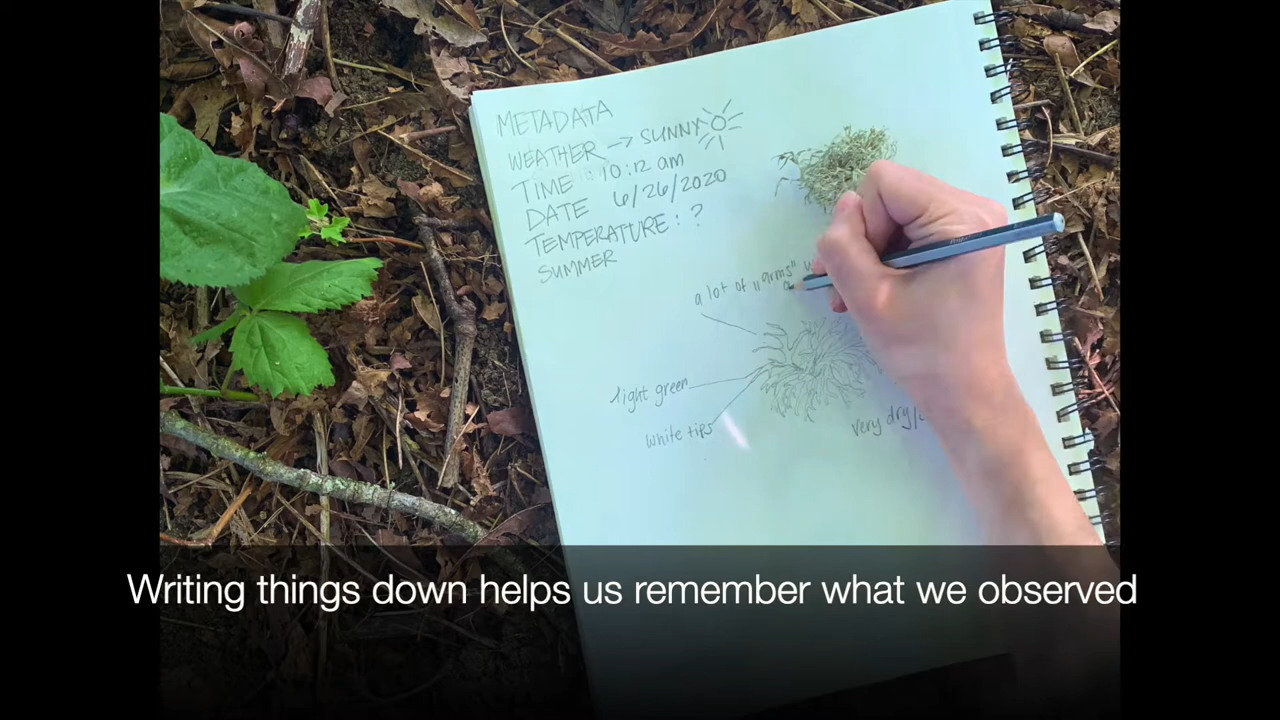 METADATA
WEATHER → SUNNY
TIME 10:12 am
DATE 6/26/2020
TEMPERATURE: ?
SUMMER
a lot of "arms"
light green
white tips
very dry/
Writing things down helps us remember what we observed